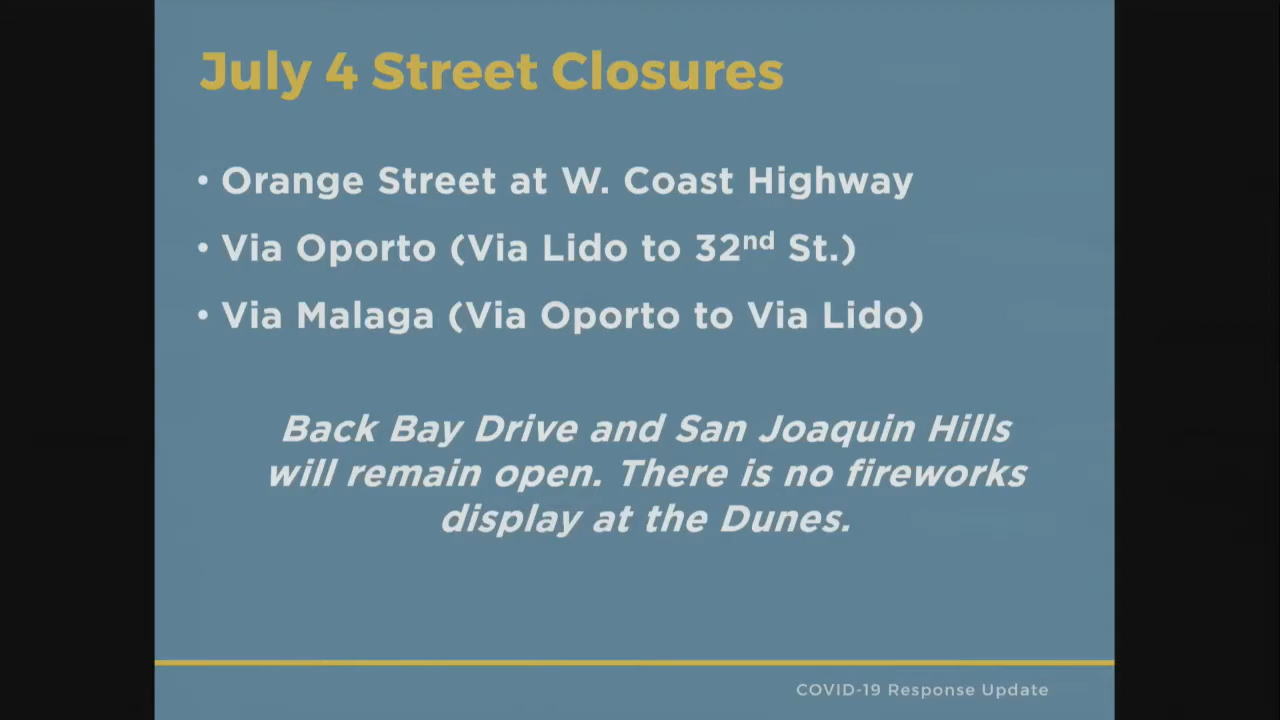 July 4 Street Closures
• Orange Street at W. Coast Highway
• Via Oporto (Via Lido to 32nd St.)
• Via Malaga (Via Oporto to Via Lido)
Back Bay Drive and San Joaquin Hills
will remain open. There is no fireworks
display at the Dunes.
COVID-19 Response Update